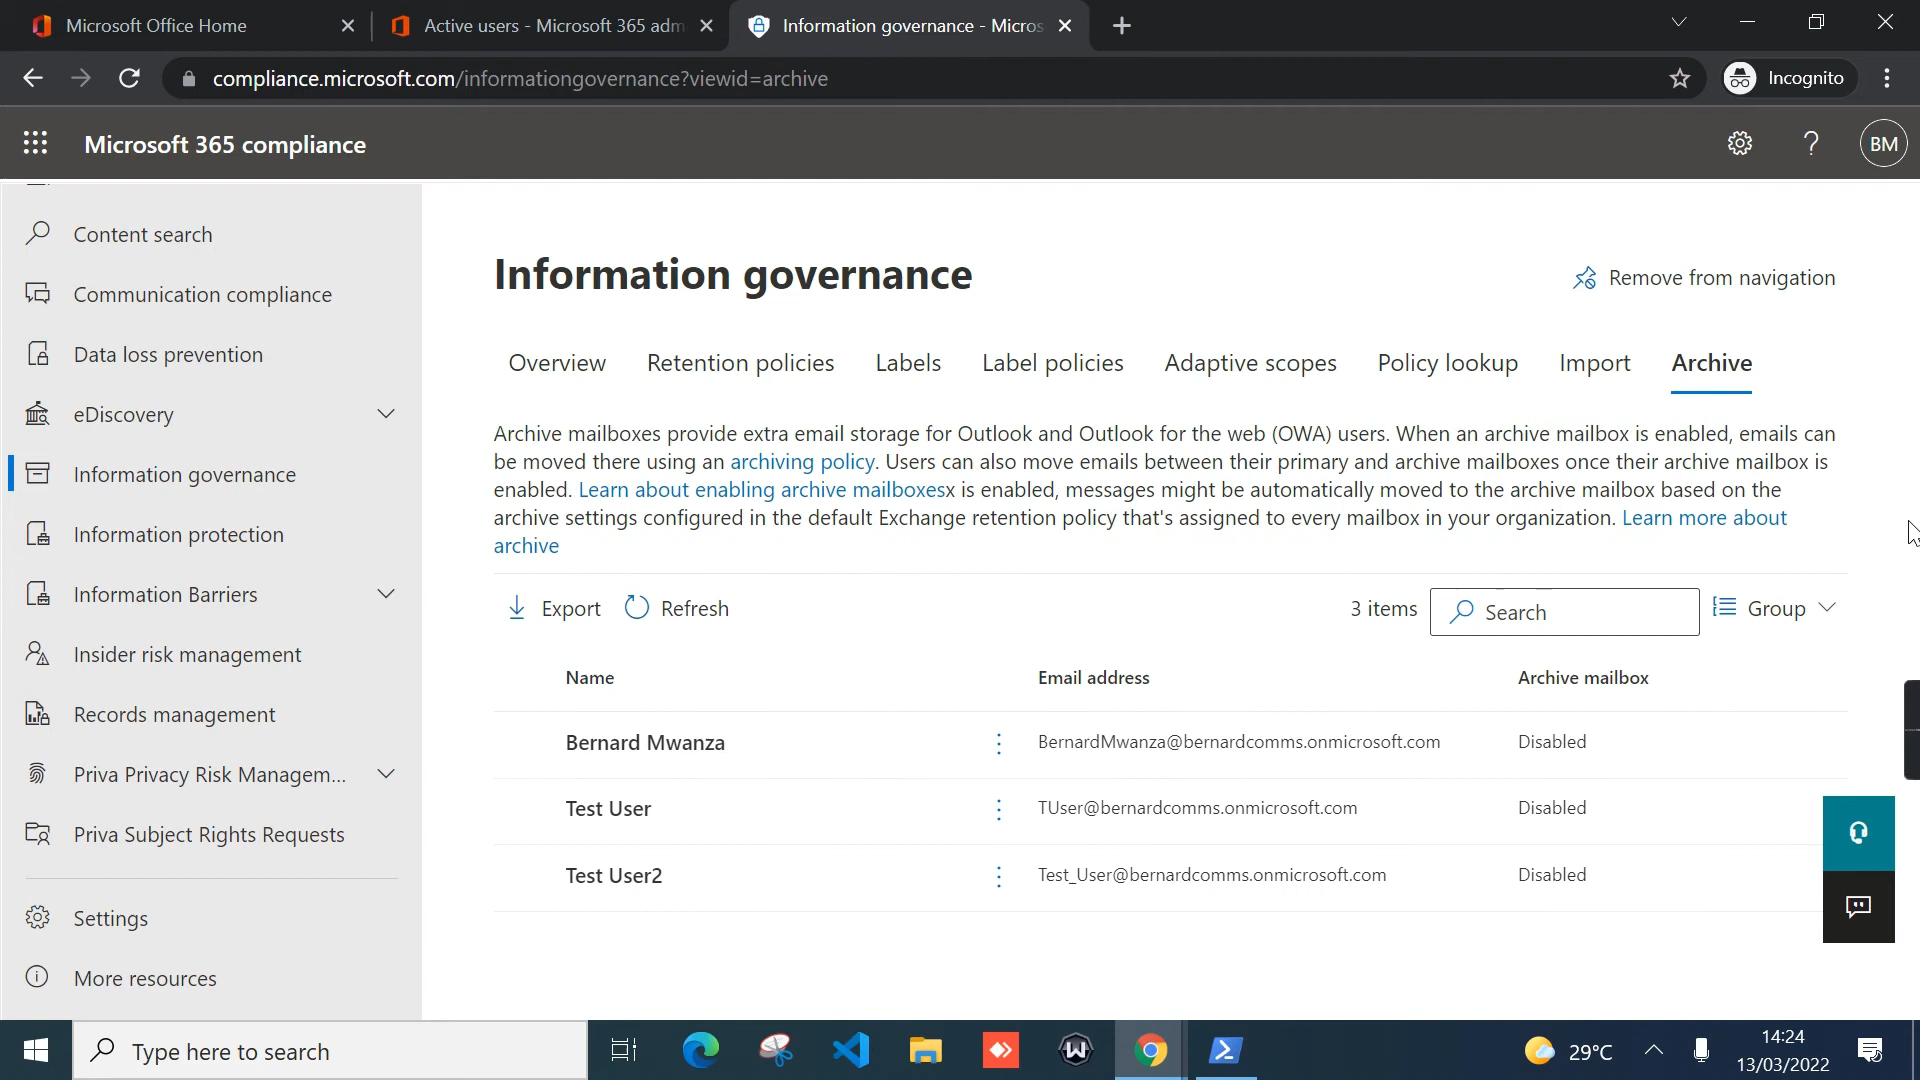 Microsoft Office Home
Active users - Microsoft 365 adm
Information governance - Micros
compliance.microsoft.com/informationgovernance?viewid=archive
Incognito
Microsoft 365 compliance
BM
Content search
Communication compliance
Data loss prevention
eDiscovery
Information governance
Information protection
Information Barriers
Insider risk management
Records management
Priva Privacy Risk Managem...
Priva Subject Rights Requests
Settings
More resources
Information governance
Remove from navigation
Overview Retention policies Labels Label policies Adaptive scopes Policy lookup Import Archive
Archive mailboxes provide extra email storage for Outlook and Outlook for the web (OWA) users. When an archive mailbox is enabled, emails can
be moved there using an archiving policy. Users can also move emails between their primary and archive mailboxes once their archive mailbox is
enabled. Learn about enabling archive mailboxesx is enabled, messages might be automatically moved to the archive mailbox based on the
archive settings configured in the default Exchange retention policy that's assigned to every mailbox in your organization. Learn more about
archive
Export Refresh 3 items Search Group
Name Email address Archive mailbox
Bernard Mwanza BernardMwanza@bernardcomms.onmicrosoft.com Disabled
Test User TUser@bernardcomms.onmicrosoft.com Disabled
Test User2 Test_User@bernardcomms.onmicrosoft.com Disabled
Type here to search
29°C
14:24
13/03/2022